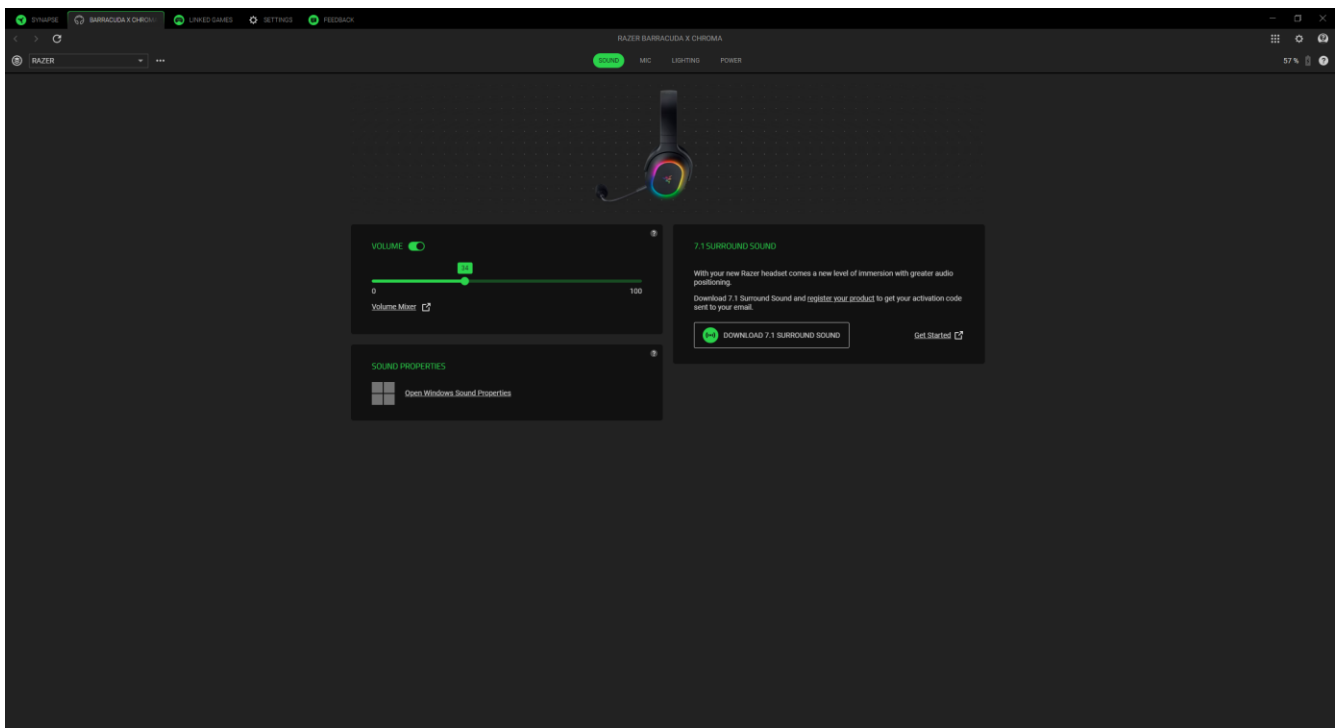 SYNAPSE
BARRACUDA X CHROMA
LINKED GAMES
SETTINGS
FEEDBACK
RAZER BARRACUDA X CHROMA
RAZER
SOUND
MIC
LIGHTING
POWER
57 %
VOLUME
34
0
100
Volume Mixer
SOUND PROPERTIES
Open Windows Sound Properties
7.1 SURROUND SOUND
With your new Razer headset comes a new level of immersion with greater audio
positioning.
Download 7.1 Surround Sound and register your product to get your activation code
sent to your email.
DOWNLOAD 7.1 SURROUND SOUND
Get Started